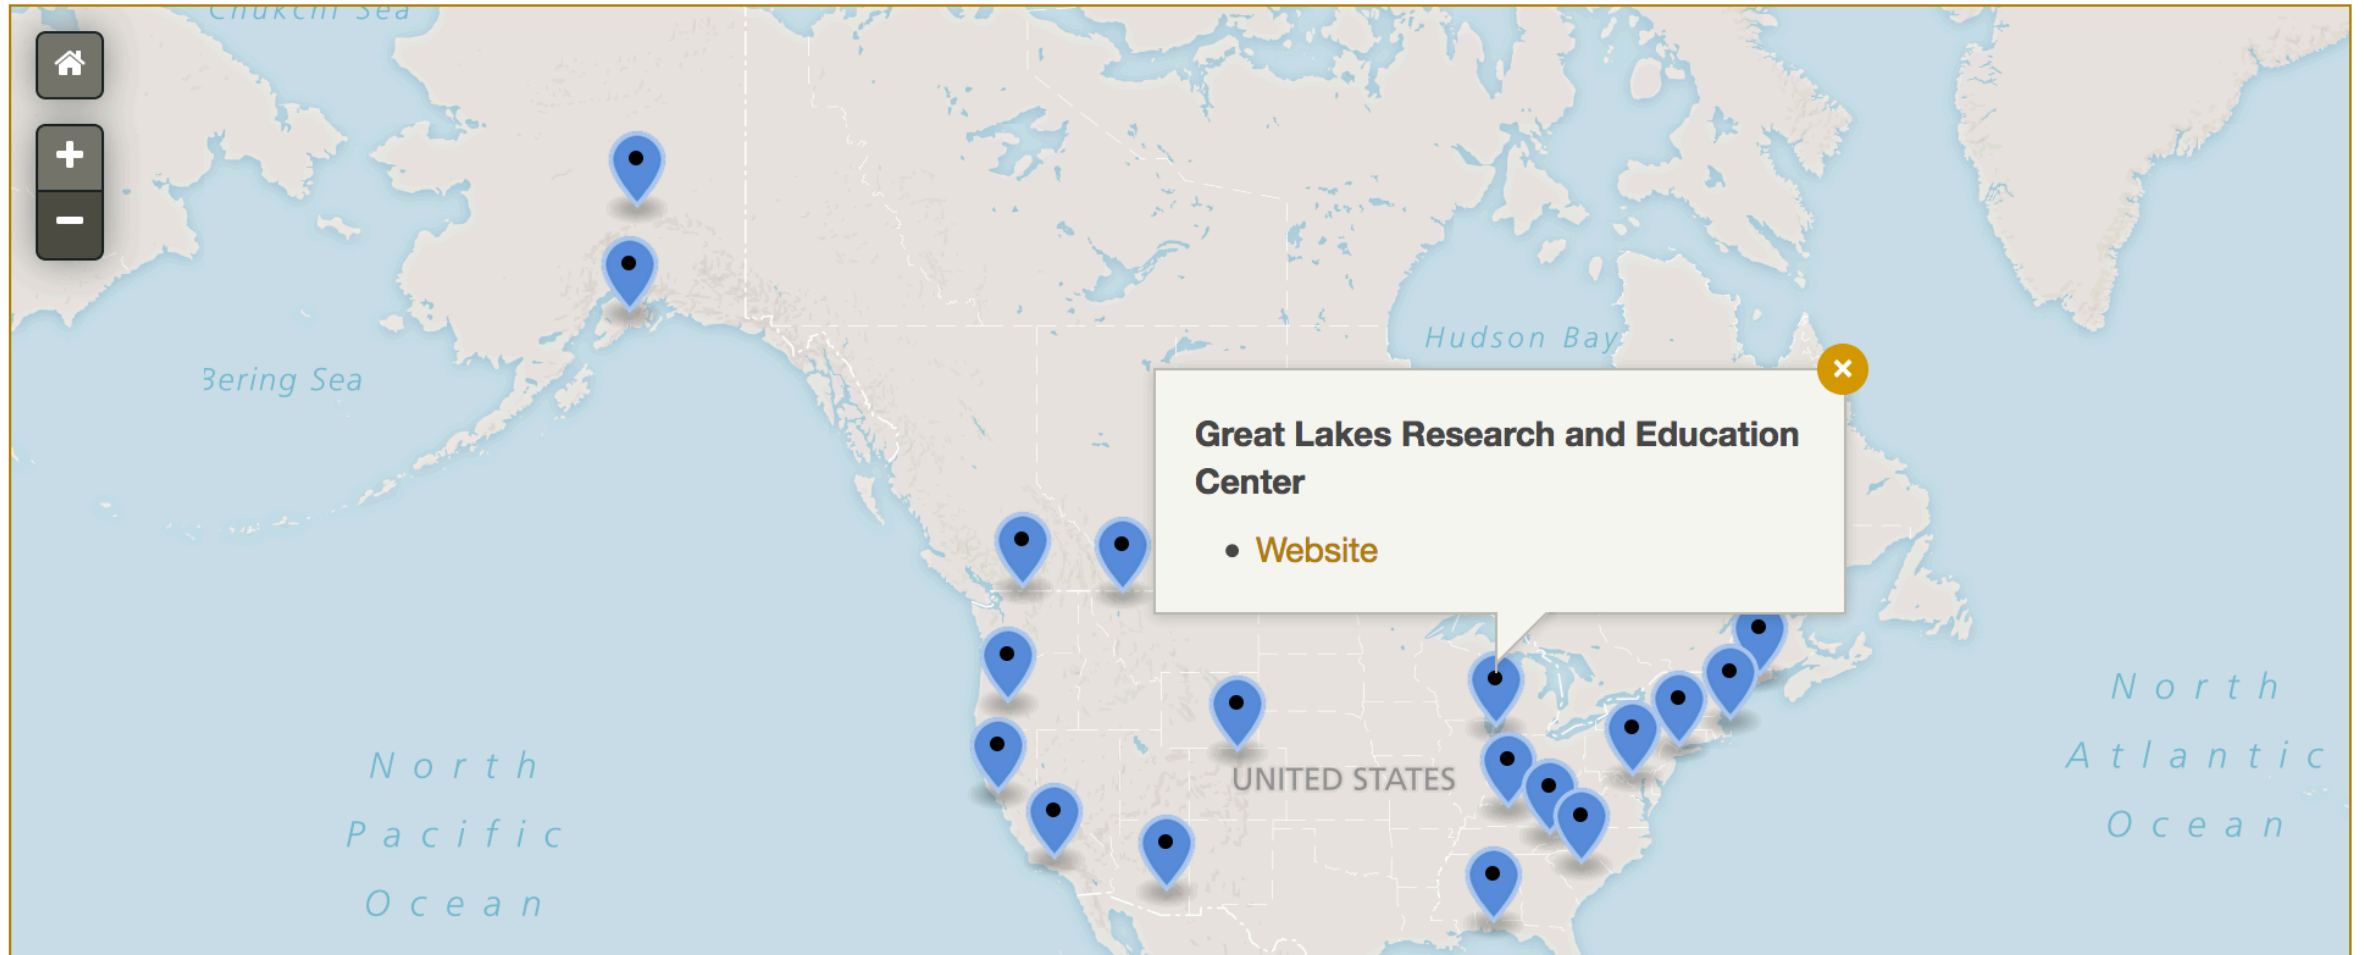 Chukchi Sea
Hudson Bay
Bering Sea
Great Lakes Research and Education
Center
• Website
North
Atlantic
Ocean
North
Pacific
Ocean
UNITED STATES